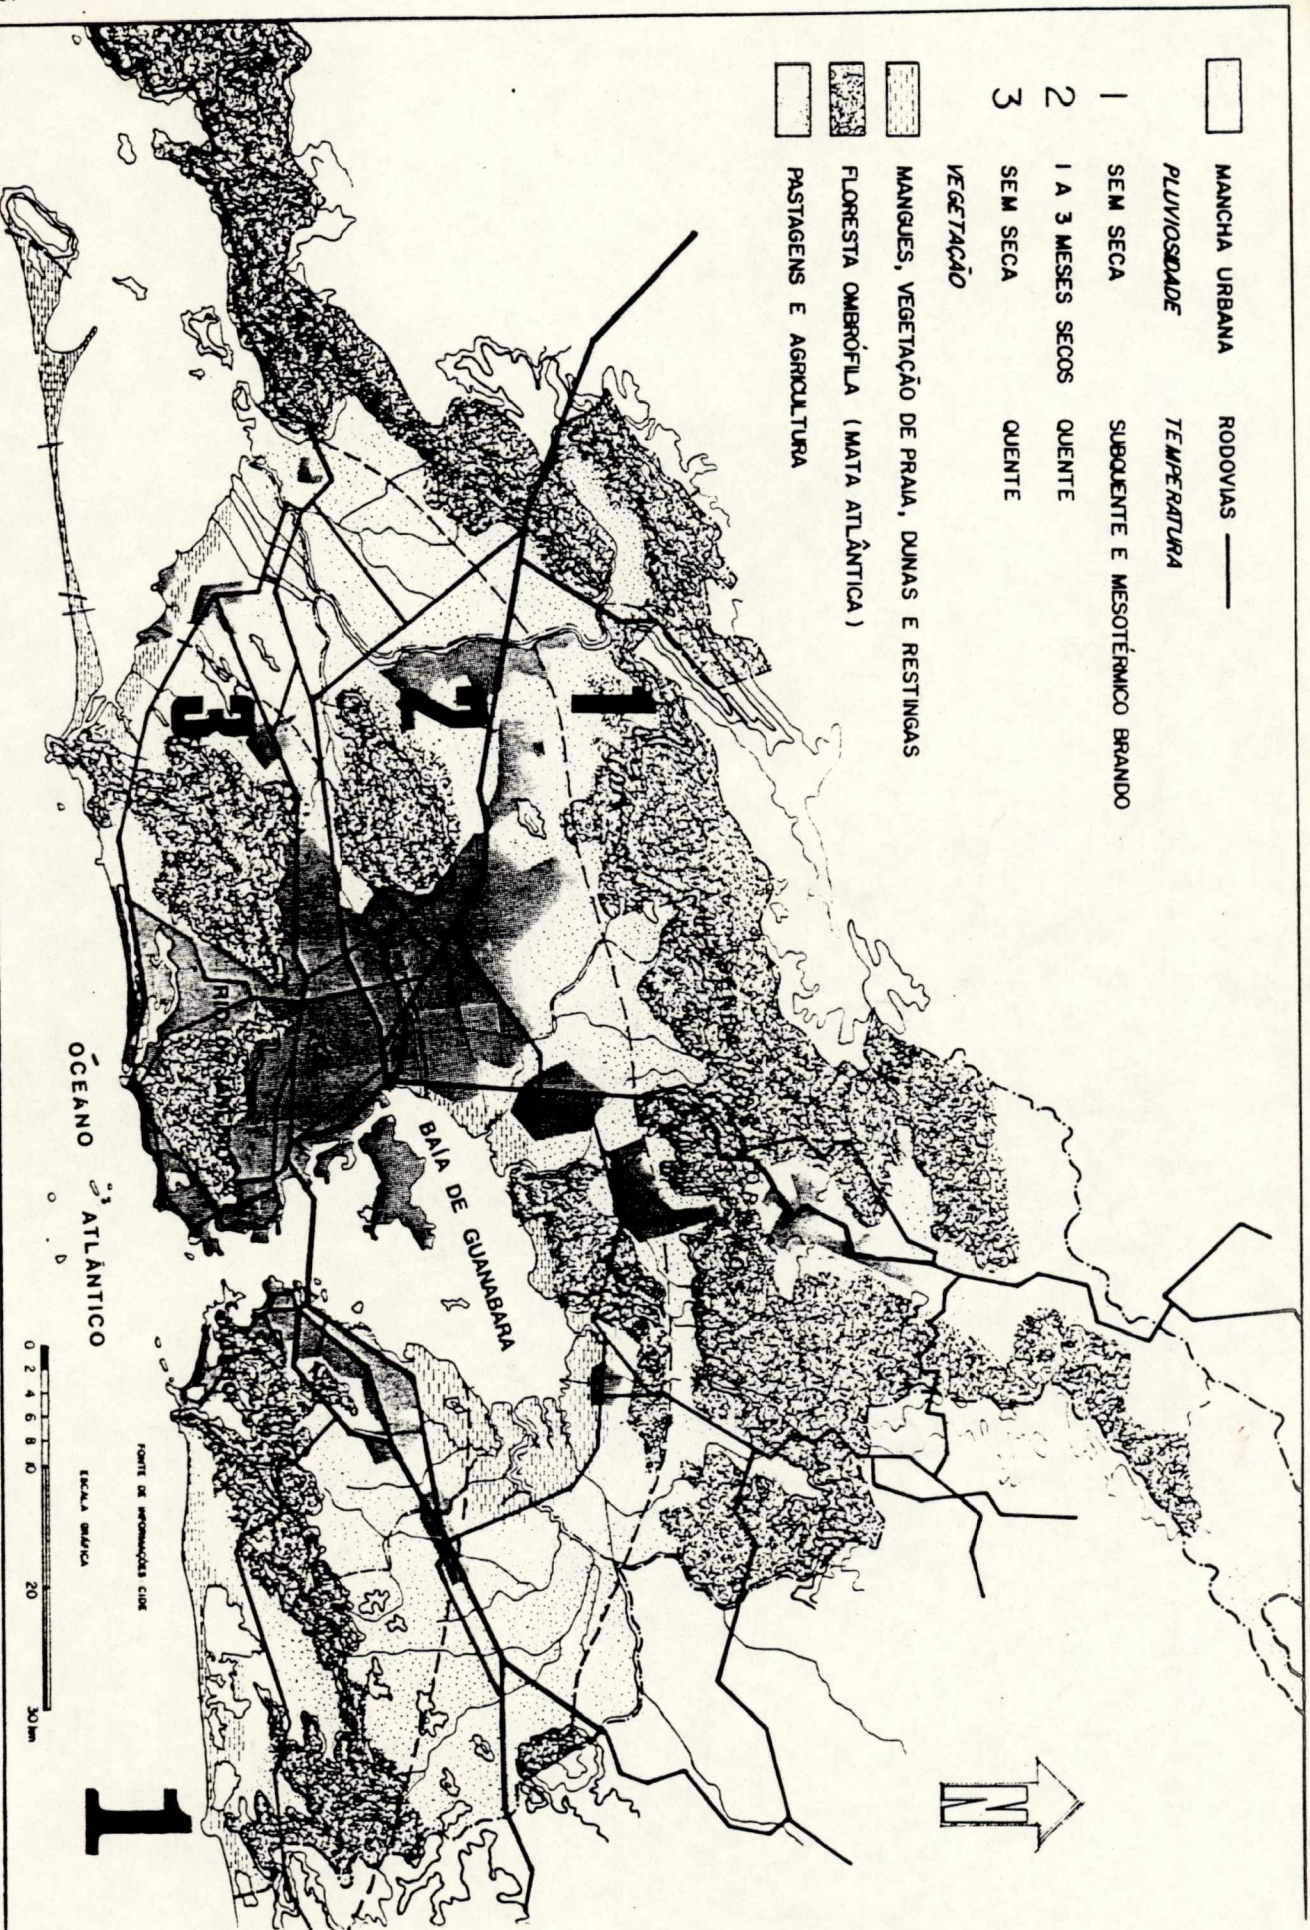 MANCHA URBANA RODOVIAS
PLUVIOSIDADE TEMPERATURA
1 SEM SECA SUBQUENTE E MESOTÉRMICO BRANDO
2 1 A 3 MESES SECOS QUENTE
3 SEM SECA QUENTE
VEGETAÇÃO
MANGUES, VEGETAÇÃO DE PRAIA, DUNAS E RESTINGAS
FLORESTA OMBRÓFILA (MATA ATLÂNTICA)
PASTAGENS E AGRICULTURA
1
2
3
RIO
BAÍA DE GUANABARA
OCEANO ATLÂNTICO
N
FONTE DE INFORMAÇÕES CIDE
ESCALA GRÁFICA
0 2 4 6 8 10 20 30 km
1